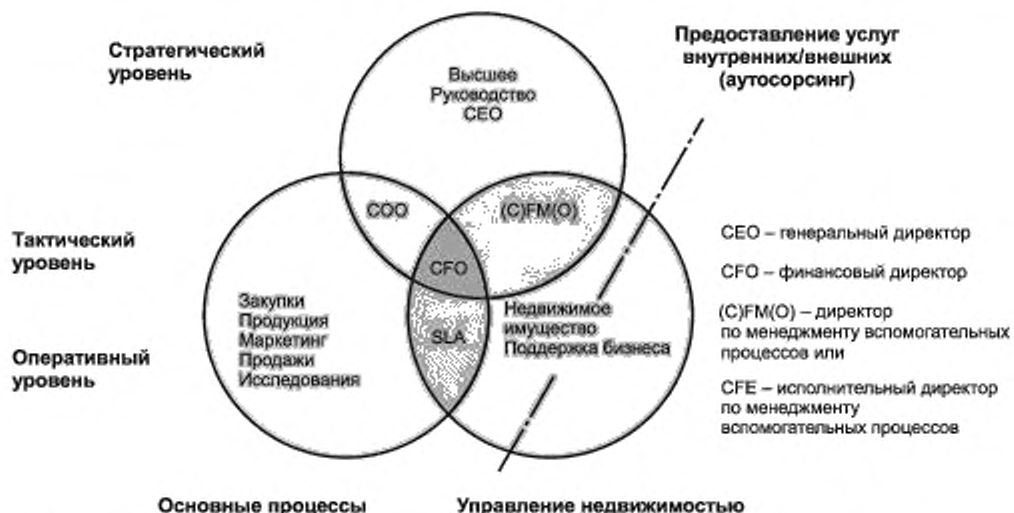 Стратегический
уровень
Предоставление услуг
внутренних/внешних
(аутосорсинг)
Высшее
Руководство
CEO
COO
(C)FM(O)
Тактический
уровень
CFO
CEO – генеральный директор
CFO – финансовый директор
(C)FM(O) – директор
по менеджменту вспомогательных
процессов или
CFE – исполнительный директор
по менеджменту
вспомогательных процессов
Закупки
Продукция
Маркетинг
Продажи
Исследования
SLA
Недвижимое
имущество
Поддержка бизнеса
Оперативный
уровень
Основные процессы
Управление недвижимостью